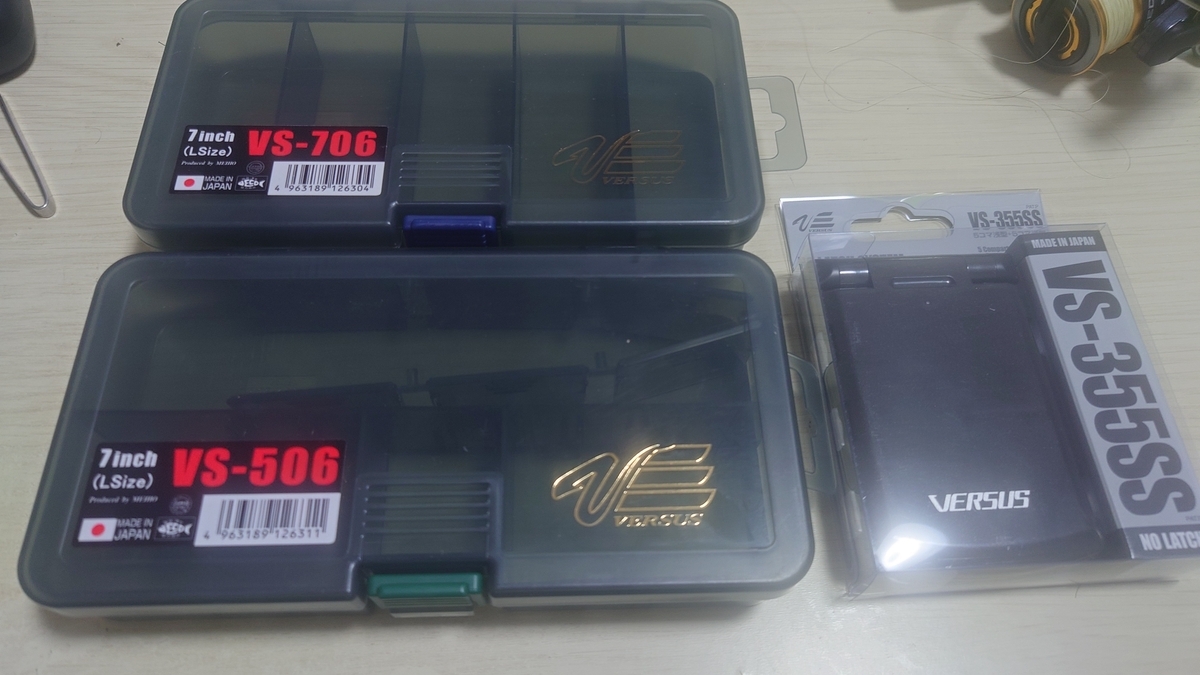 7inch
(LSize)
VS-706
Produced by MEIHO
MADE IN
JAPAN
4 963189 126304
VERSUS
7inch
(LSize)
VS-506
Produced by MEIHO
MADE IN
JAPAN
4 963189 126311
VERSUS
VS-355SS
MADE IN JAPAN
VS-355SS
VERSUS
NO LATCH